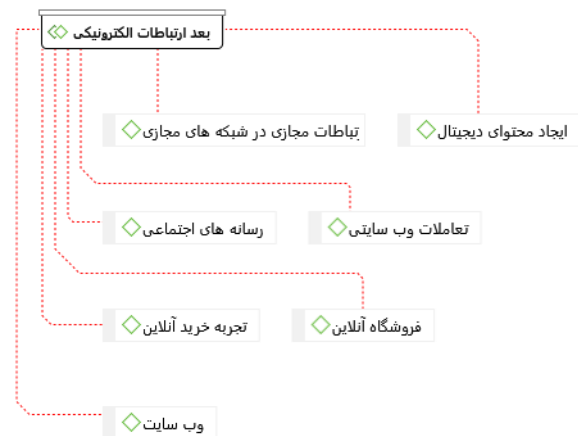 بعد ارتباطات الکترونیکی
ایجاد محتوای دیجیتال
تباطات مجازی در شبکه های مجازی
تعاملات وب سایتی
رسانه های اجتماعی
فروشگاه آنلاین
تجربه خرید آنلاین
وب سایت